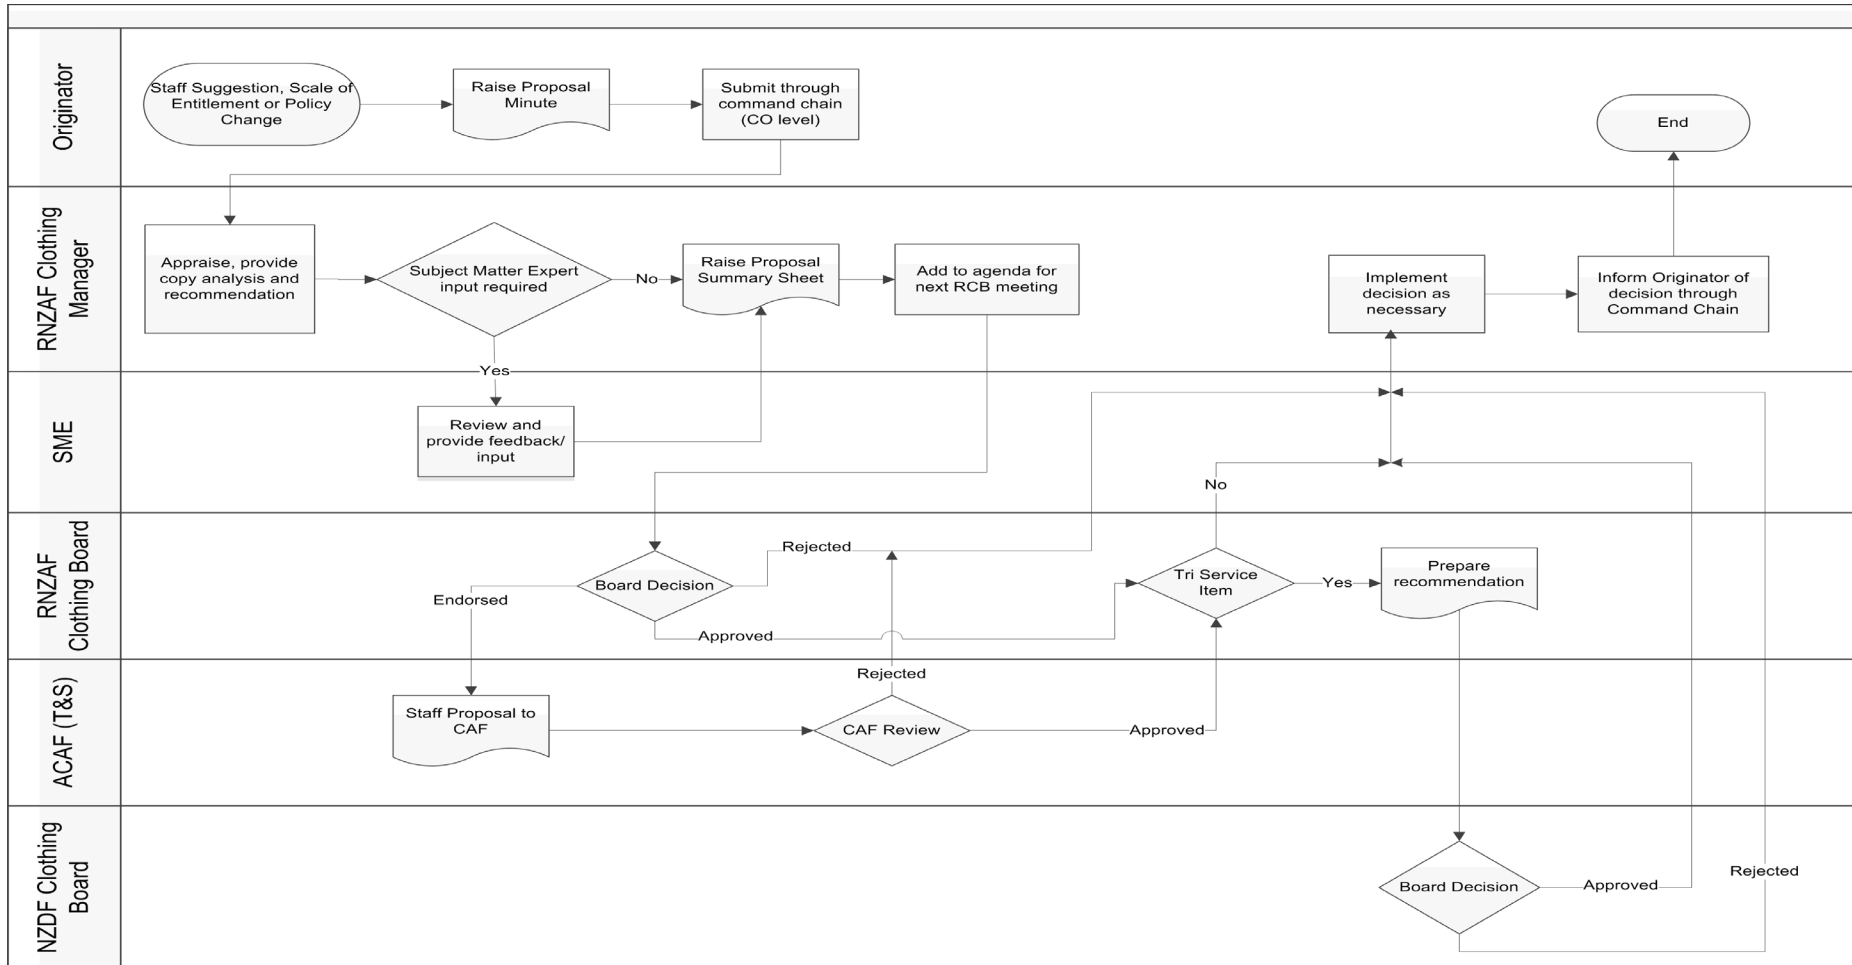 Originator
Staff Suggestion, Scale of
Entitlement or Policy
Change
Raise Proposal
Minute
Submit through
command chain
(CO level)
End
RNZAF Clothing
Manager
Appraise, provide
copy analysis and
recommendation
Subject Matter Expert
input required
No
Raise Proposal
Summary Sheet
Add to agenda for
next RCB meeting
Implement
decision as
necessary
Inform Originator of
decision through
Command Chain
Yes
SME
Review and
provide feedback/
input
No
RNZAF
Clothing Board
Board Decision
Rejected
Endorsed
Approved
Tri Service
Item
Yes
Prepare
recommendation
ACAF (T&S)
Rejected
Staff Proposal to
CAF
CAF Review
Approved
NZDF Clothing
Board
Board Decision
Approved
Rejected